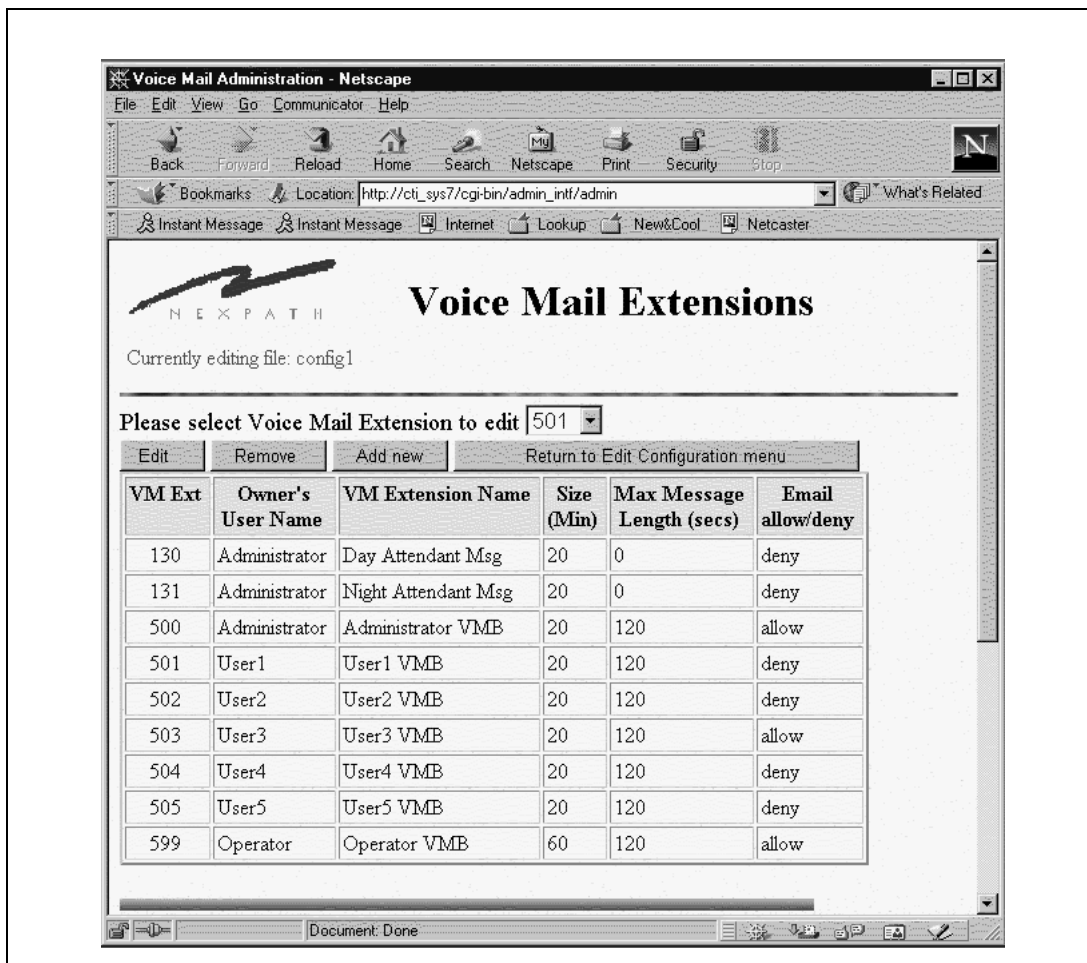 Voice Mail Administration - Netscape
File Edit View Go Communicator Help
Back Forward Reload Home Search Netscape Print Security Stop
My
N
Bookmarks Location: http://cti_sys7/cgi-bin/admin_intf/admin What's Related
Instant Message Instant Message Internet Lookup New&Cool Netcaster
NEXPATH
Voice Mail Extensions
Currently editing file: config1
Please select Voice Mail Extension to edit 501
Edit Remove Add new Return to Edit Configuration menu
VM Ext Owner's User Name VM Extension Name Size (Min) Max Message Length (secs) Email allow/deny
130 Administrator Day Attendant Msg 20 0 deny
131 Administrator Night Attendant Msg 20 0 deny
500 Administrator Administrator VMB 20 120 allow
501 User1 User1 VMB 20 120 deny
502 User2 User2 VMB 20 120 deny
503 User3 User3 VMB 20 120 allow
504 User4 User4 VMB 20 120 deny
505 User5 User5 VMB 20 120 deny
599 Operator Operator VMB 60 120 allow
Document: Done